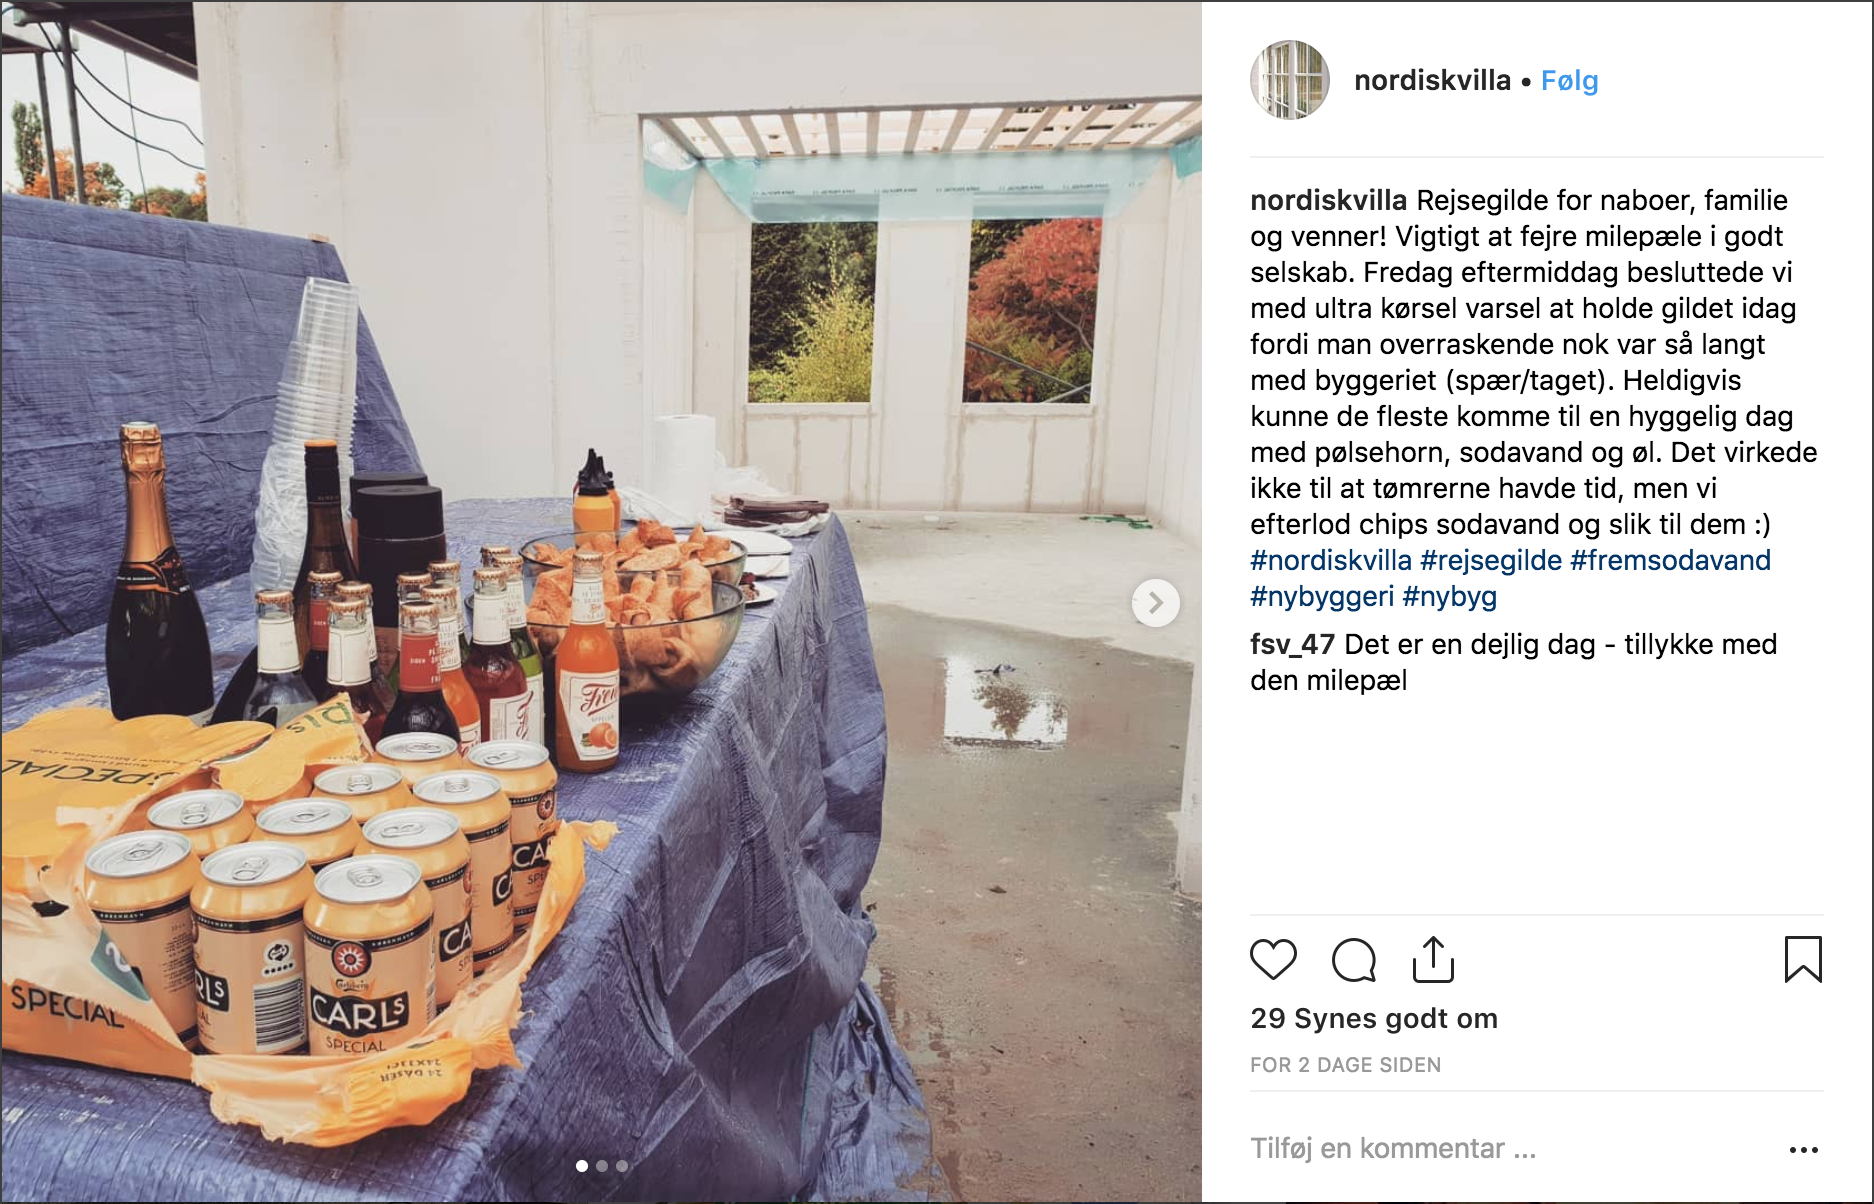 nordiskvilla • Følg
nordiskvilla Rejsegilde for naboer, familie
og venner! Vigtigt at fejre milepæle i godt
selskab. Fredag eftermiddag besluttede vi
med ultra kørsel varsel at holde gildet idag
fordi man overraskende nok var så langt
med byggeriet (spær/taget). Heldigvis
kunne de fleste komme til en hyggelig dag
med pølsehorn, sodavand og øl. Det virkede
ikke til at tømrerne havde tid, men vi
efterlod chips sodavand og slik til dem :)
#nordiskvilla #rejsegilde #fremsodavand
#nybyggeri #nybyg
fsv_47 Det er en dejlig dag - tillykke med
den milepæl
29 Synes godt om
FOR 2 DAGE SIDEN
Tilføj en kommentar ...
SPECIAL
SPECIAL
Carlsberg
CARLS
SPECIAL
24 DÅSER